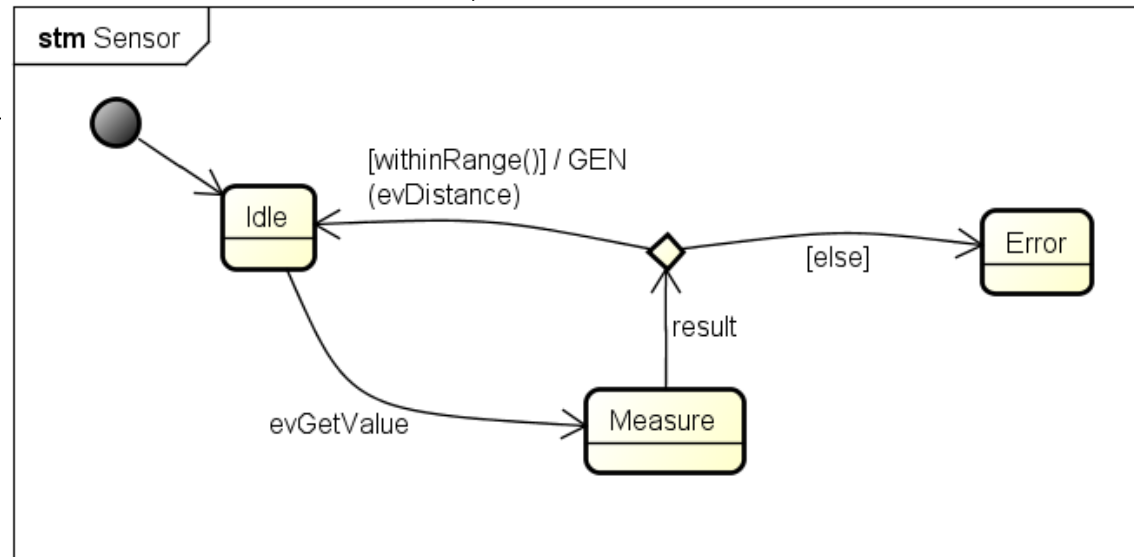 stm Sensor
[withinRange()] / GEN
(evDistance)
Idle
Error
[else]
result
evGetValue
Measure